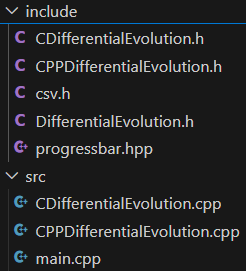 include
C CDifferentialEvolution.h
C CPPDifferentialEvolution.h
C csv.h
C DifferentialEvolution.h
C++ progressbar.hpp
src
C++ CDifferentialEvolution.cpp
C++ CPPDifferentialEvolution.cpp
C++ main.cpp